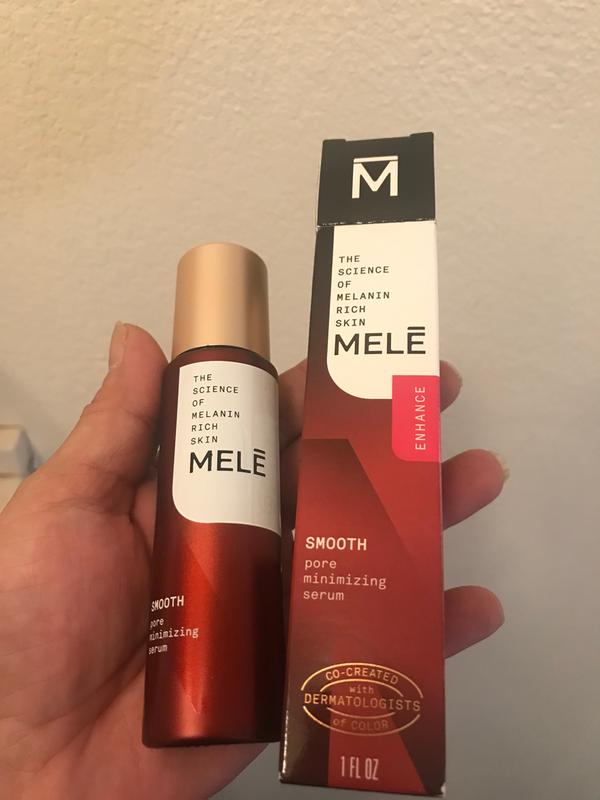 THE
SCIENCE
OF
MELANIN
RICH
SKIN
MELĒ
SMOOTH
pore
minimizing
serum
M̄
THE
SCIENCE
OF
MELANIN
RICH
SKIN
MELĒ
ENHANCE
SMOOTH
pore
minimizing
serum
CO-CREATED
with
DERMATOLOGISTS
of COLOR
1 FL OZ